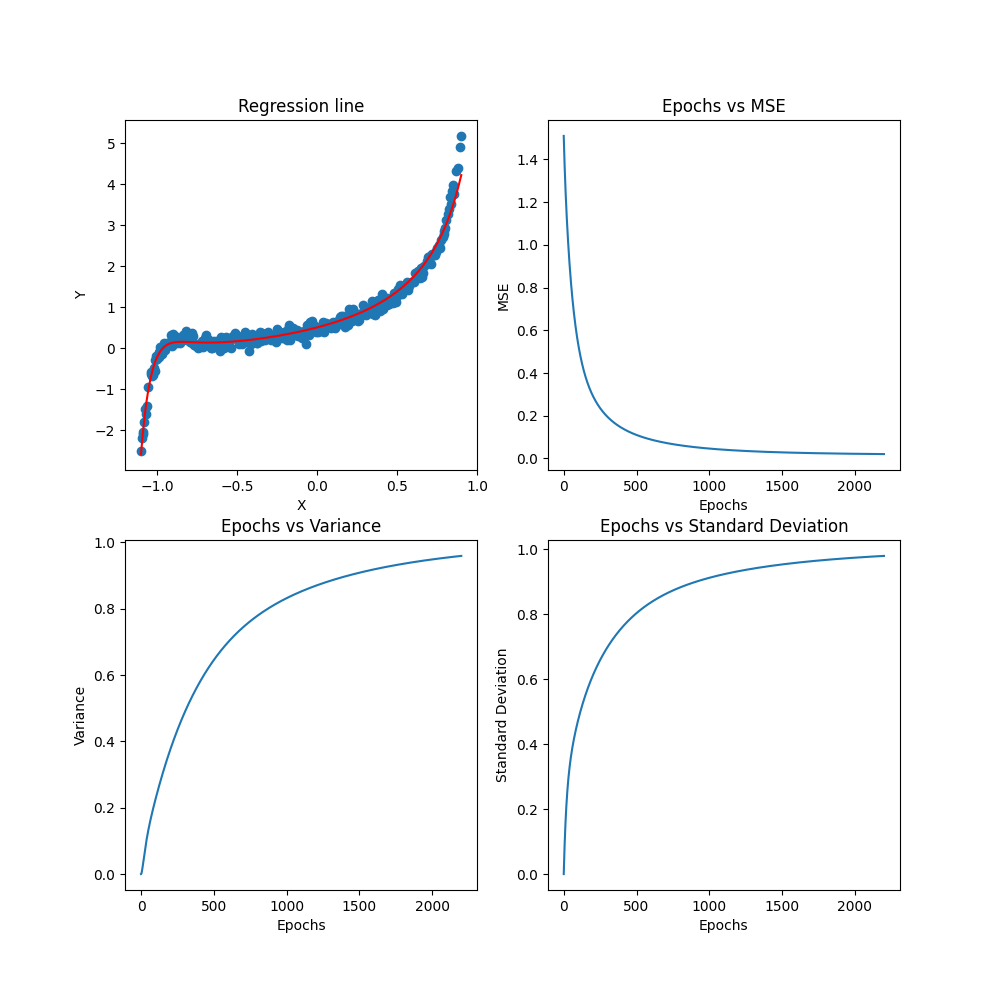 Regression line
5
4
3
2
1
0
−1
−2
Y
−1.0 −0.5 0.0 0.5 1.0
X
Epochs vs MSE
1.4
1.2
1.0
0.8
0.6
0.4
0.2
0.0
MSE
0 500 1000 1500 2000
Epochs
Epochs vs Variance
1.0
0.8
0.6
0.4
0.2
0.0
Variance
0 500 1000 1500 2000
Epochs
Epochs vs Standard Deviation
1.0
0.8
0.6
0.4
0.2
0.0
Standard Deviation
0 500 1000 1500 2000
Epochs